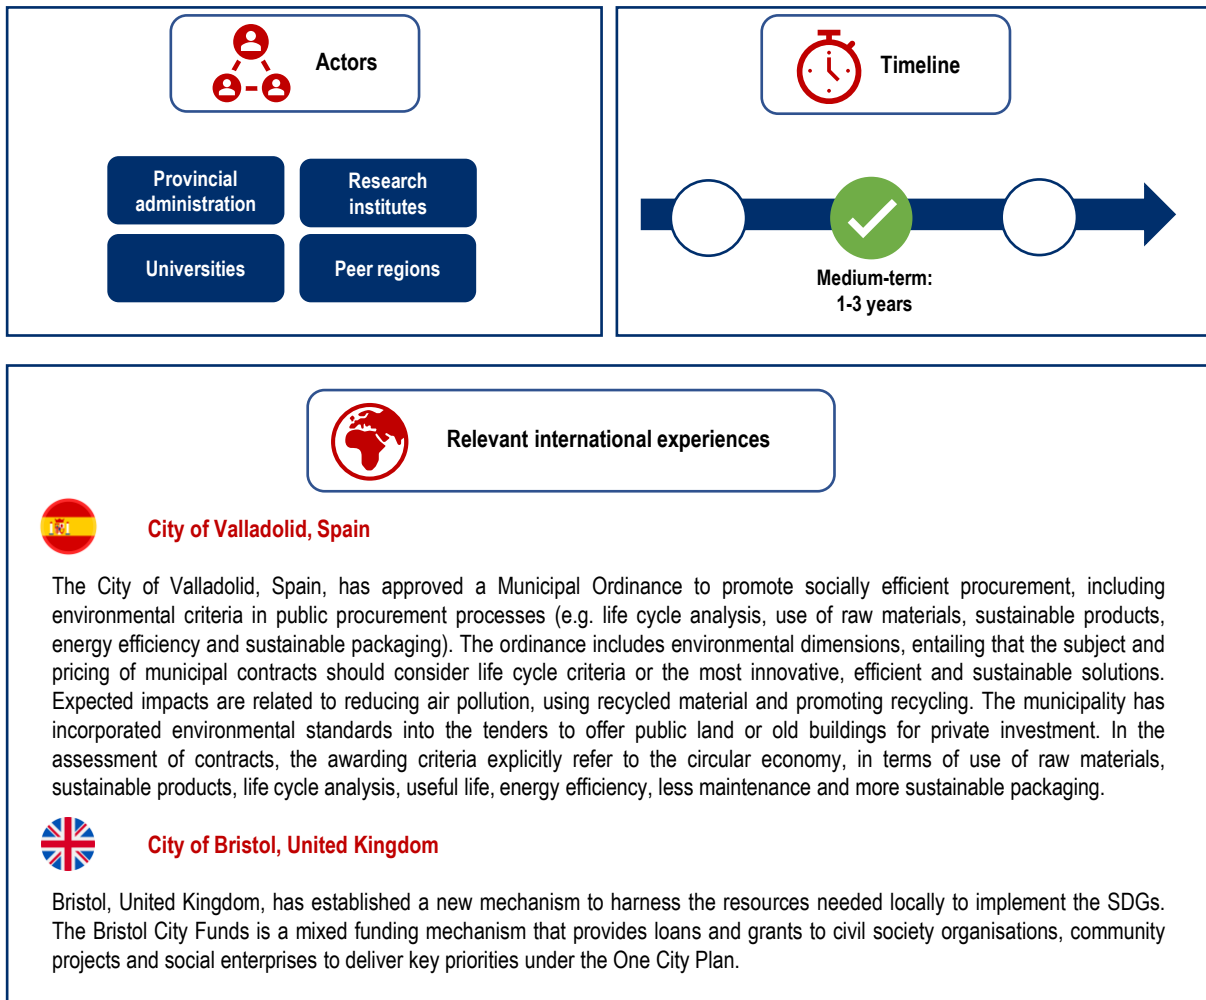 Actors
Provincial
administration
Research
institutes
Universities
Peer regions
Timeline
Medium-term:
1-3 years
Relevant international experiences
City of Valladolid, Spain
The City of Valladolid, Spain, has approved a Municipal Ordinance to promote socially efficient procurement, including
environmental criteria in public procurement processes (e.g. life cycle analysis, use of raw materials, sustainable products,
energy efficiency and sustainable packaging). The ordinance includes environmental dimensions, entailing that the subject and
pricing of municipal contracts should consider life cycle criteria or the most innovative, efficient and sustainable solutions.
Expected impacts are related to reducing air pollution, using recycled material and promoting recycling. The municipality has
incorporated environmental standards into the tenders to offer public land or old buildings for private investment. In the
assessment of contracts, the awarding criteria explicitly refer to the circular economy, in terms of use of raw materials,
sustainable products, life cycle analysis, useful life, energy efficiency, less maintenance and more sustainable packaging.
City of Bristol, United Kingdom
Bristol, United Kingdom, has established a new mechanism to harness the resources needed locally to implement the SDGs.
The Bristol City Funds is a mixed funding mechanism that provides loans and grants to civil society organisations, community
projects and social enterprises to deliver key priorities under the One City Plan.